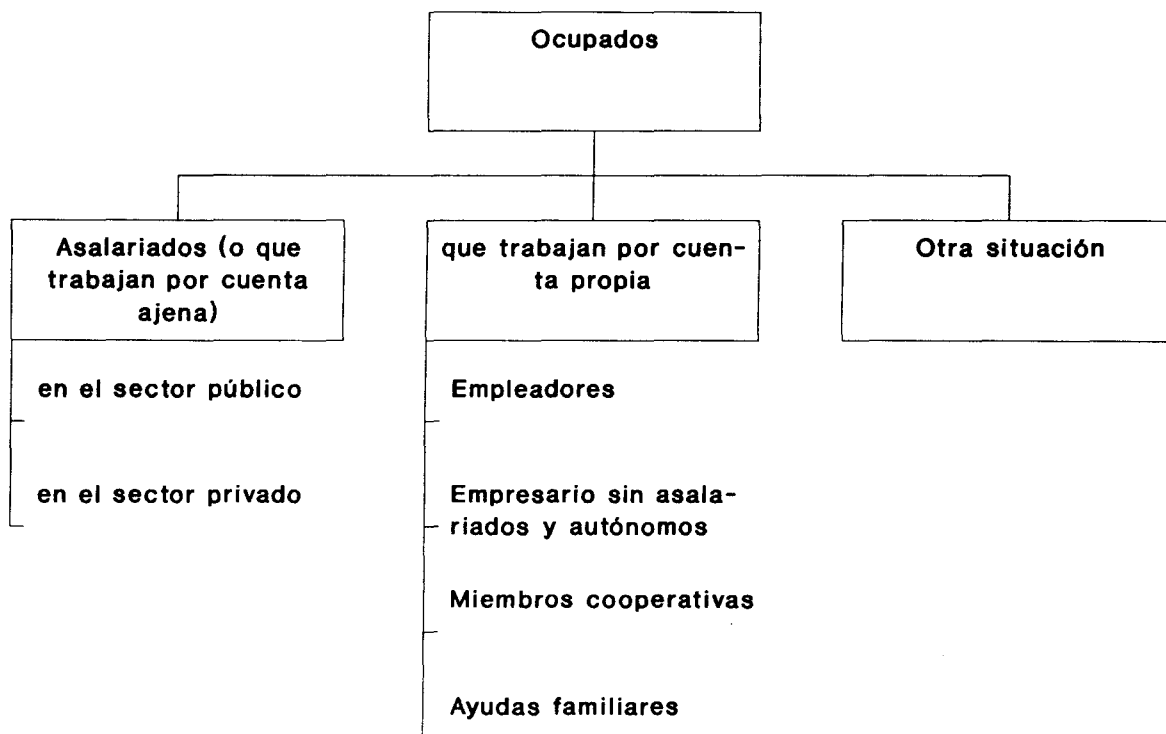 Ocupados
Asalariados (o que
trabajan por cuenta
ajena)
en el sector público
en el sector privado
que trabajan por cuen-
ta propia
Empleadores
Empresario sin asala-
riados y autónomos
Miembros cooperativas
Ayudas familiares
Otra situación